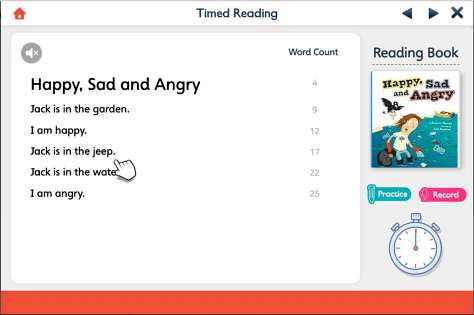 Timed Reading
Word Count
Happy, Sad and Angry 4
Jack is in the garden. 9
I am happy. 12
Jack is in the jeep. 17
Jack is in the wate 22
I am angry. 25
Reading Book
Happy, Sad
and Angry
Practice
Record